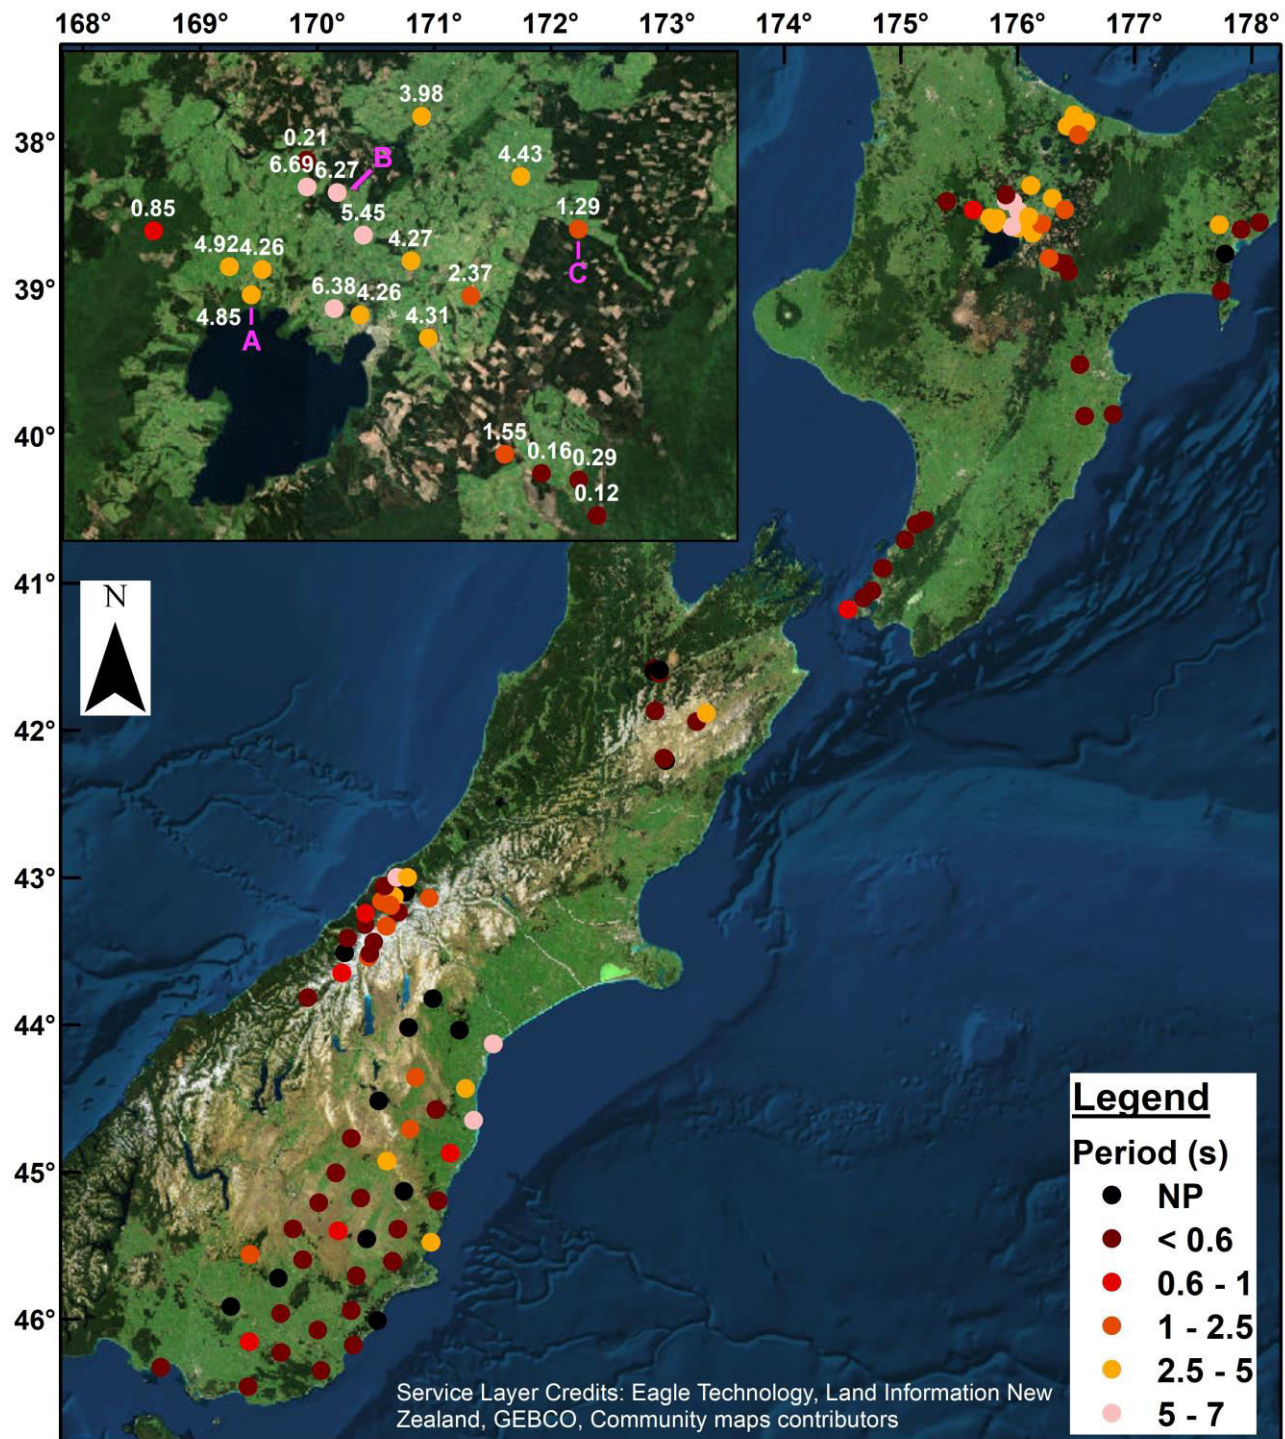 168° 169° 170° 171° 172° 173° 174° 175° 176° 177° 178°
38°
39°
40°
41°
42°
43°
44°
45°
46°
3.98
0.21
B
4.43
6.69 6.27
0.85
5.45
1.29
4.92 4.26
4.27
C
2.37
6.38 4.26
4.85
4.31
A
1.55
0.16 0.29
0.12
N
Legend
Period (s)
NP
< 0.6
0.6 - 1
1 - 2.5
2.5 - 5
5 - 7
Service Layer Credits: Eagle Technology, Land Information New
Zealand, GEBCO, Community maps contributors